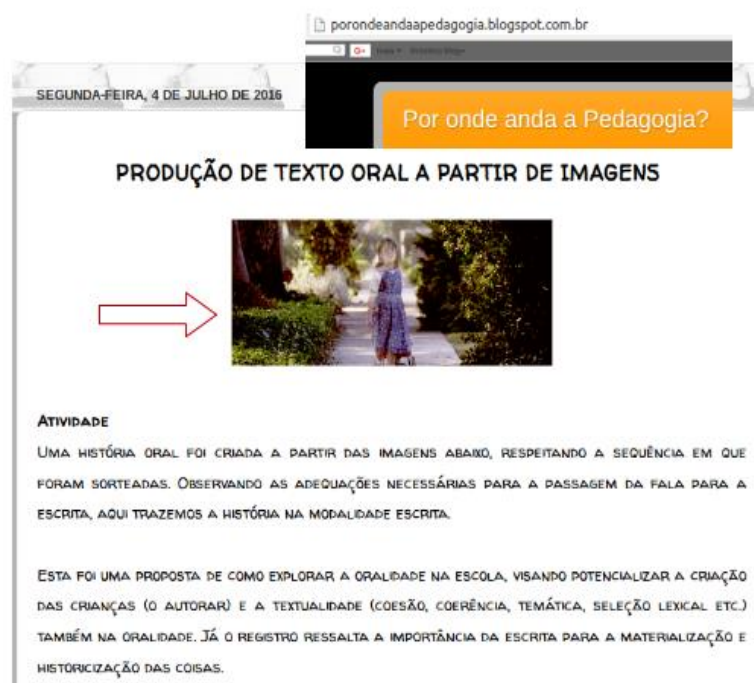 porondeandaapedagogia.blogspot.com.br
G+
SEGUNDA-FEIRA, 4 DE JULHO DE 2016
Por onde anda a Pedagogia?
PRODUÇÃO DE TEXTO ORAL A PARTIR DE IMAGENS
ATIVIDADE
UMA HISTÓRIA ORAL FOI CRIADA A PARTIR DAS IMAGENS ABAIXO, RESPEITANDO A SEQUÊNCIA EM QUE
FORAM SORTEADAS. OBSERVANDO AS ADEQUAÇÕES NECESSÁRIAS PARA A PASSAGEM DA FALA PARA A
ESCRITA, AQUI TRAZEMOS A HISTÓRIA NA MODALIDADE ESCRITA.
ESTA FOI UMA PROPOSTA DE COMO EXPLORAR A ORALIDADE NA ESCOLA, VISANDO POTENCIALIZAR A CRIAÇÃO
DAS CRIANÇAS (O AUTORAR) E A TEXTUALIDADE (COESÃO, COERÊNCIA, TEMÁTICA, SELEÇÃO LEXICAL ETC.)
TAMBÉM NA ORALIDADE. JÁ O REGISTRO RESSALTA A IMPORTÂNCIA DA ESCRITA PARA A MATERIALIZAÇÃO E
HISTORICIZAÇÃO DAS COISAS.